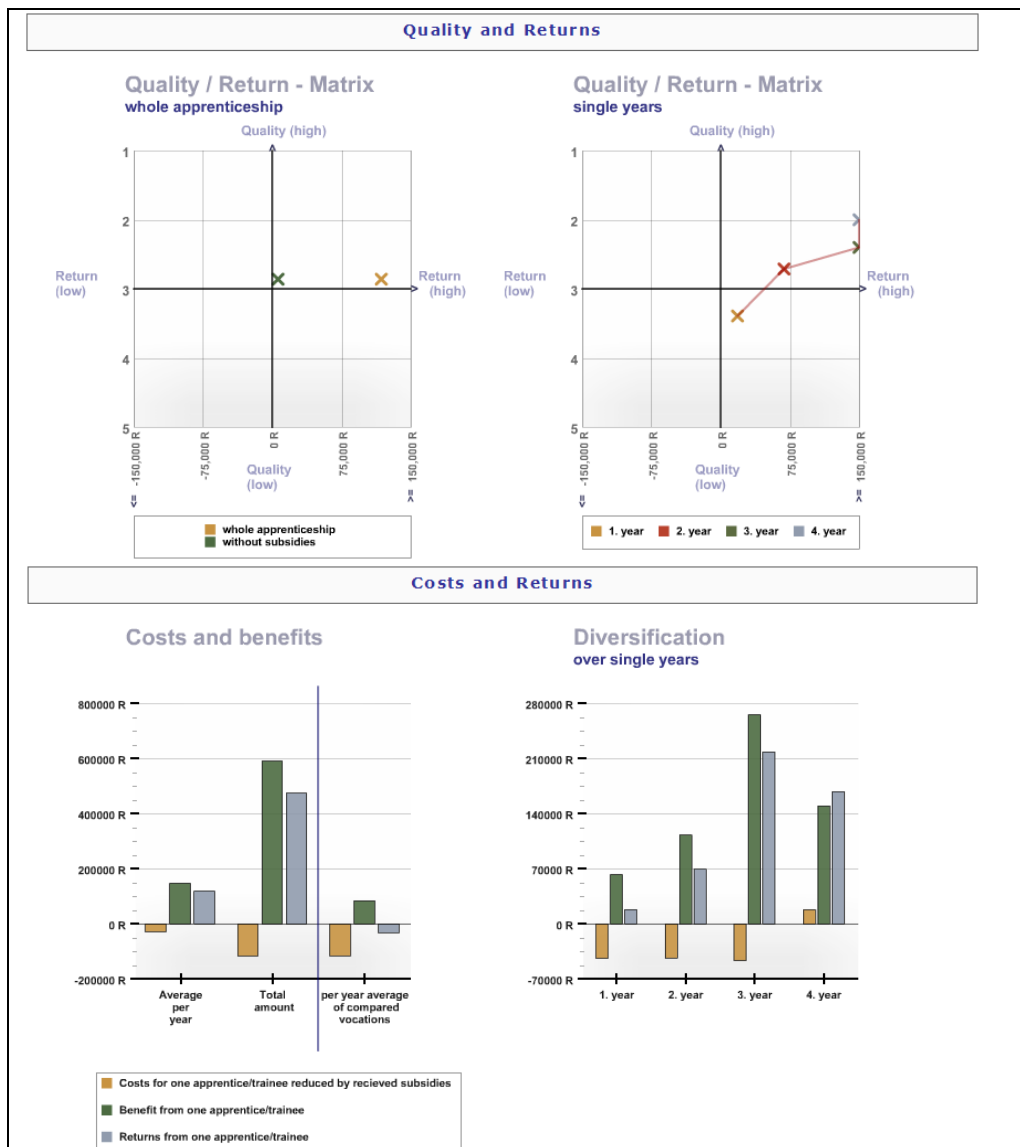 Quality and Returns
Quality / Return - Matrix
whole apprenticeship
Quality (high)
1
2
3
4
5
Return
(low)
Return
(high)
<= -150,000 R
-75,000 R
0 R
75,000 R
>= 150,000 R
Quality
(low)
whole apprenticeship
without subsidies
Quality / Return - Matrix
single years
Quality (high)
1
2
3
4
5
Return
(low)
Return
(high)
<= -150,000 R
-75,000 R
0 R
75,000 R
>= 150,000 R
Quality
(low)
1. year 2. year 3. year 4. year
Costs and Returns
Costs and benefits
800000 R
600000 R
400000 R
200000 R
0 R
-200000 R
Average
per
year
Total
amount
per year average
of compared
vocations
Costs for one apprentice/trainee reduced by recieved subsidies
Benefit from one apprentice/trainee
Returns from one apprentice/trainee
Diversification
over single years
280000 R
210000 R
140000 R
70000 R
0 R
-70000 R
1. year 2. year 3. year 4. year